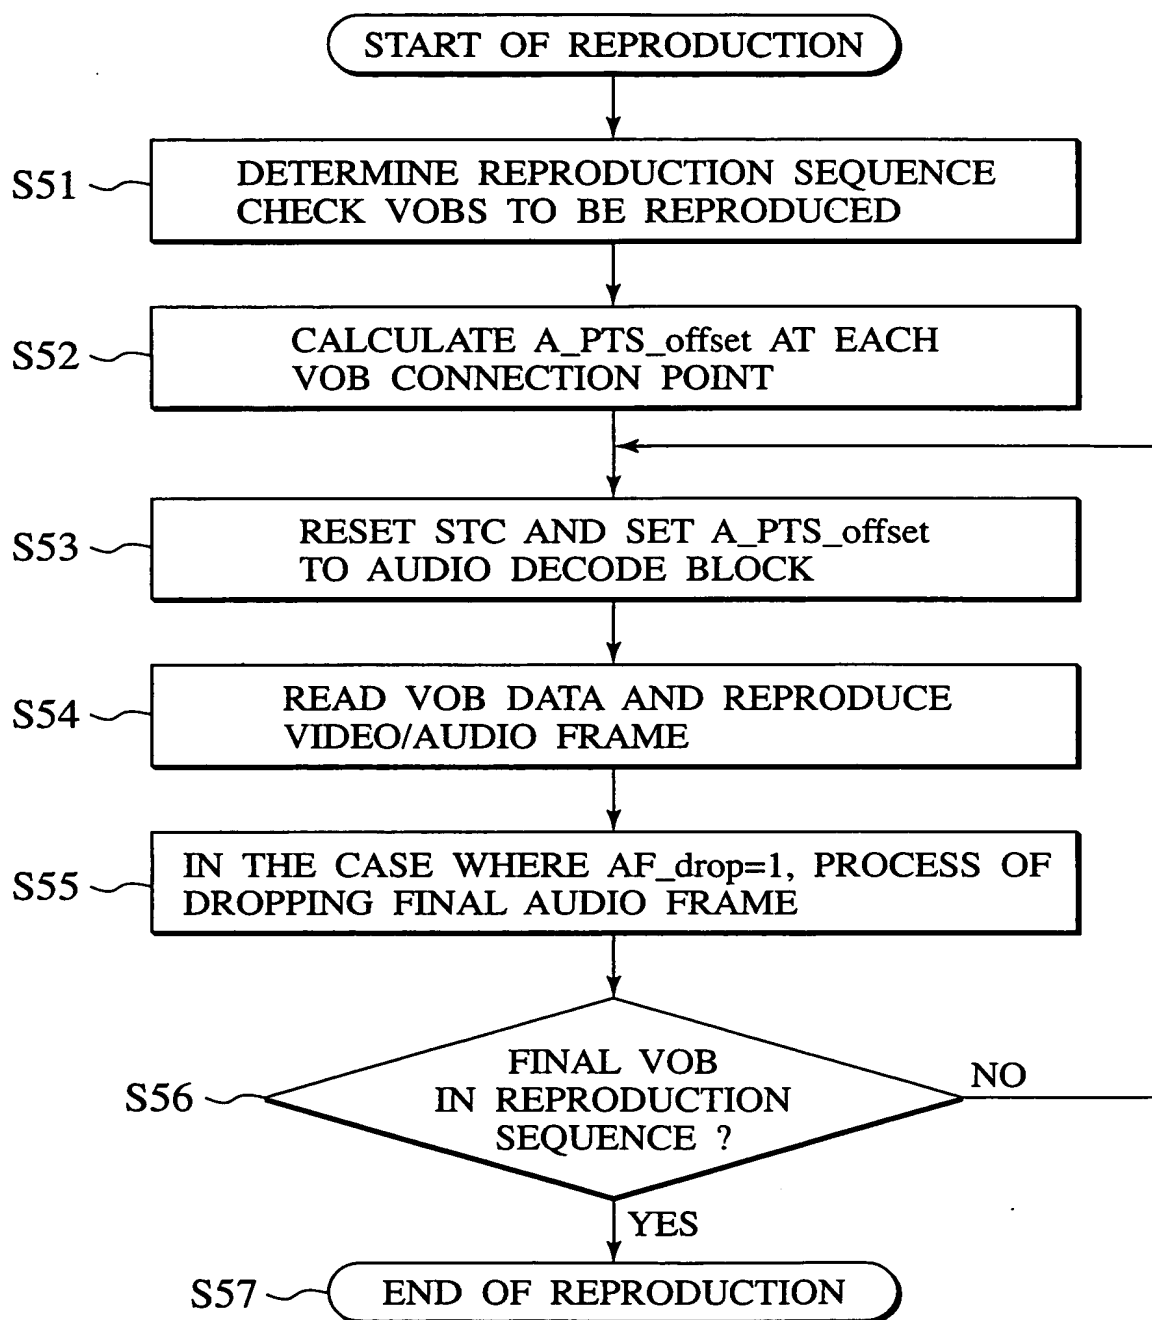 START OF REPRODUCTION
S51
DETERMINE REPRODUCTION SEQUENCE
CHECK VOBS TO BE REPRODUCED
S52
CALCULATE A_PTS_offset AT EACH
VOB CONNECTION POINT
S53
RESET STC AND SET A_PTS_offset
TO AUDIO DECODE BLOCK
S54
READ VOB DATA AND REPRODUCE
VIDEO/AUDIO FRAME
S55
IN THE CASE WHERE AF_drop=1, PROCESS OF
DROPPING FINAL AUDIO FRAME
S56
FINAL VOB
IN REPRODUCTION
SEQUENCE ?
NO
YES
S57
END OF REPRODUCTION